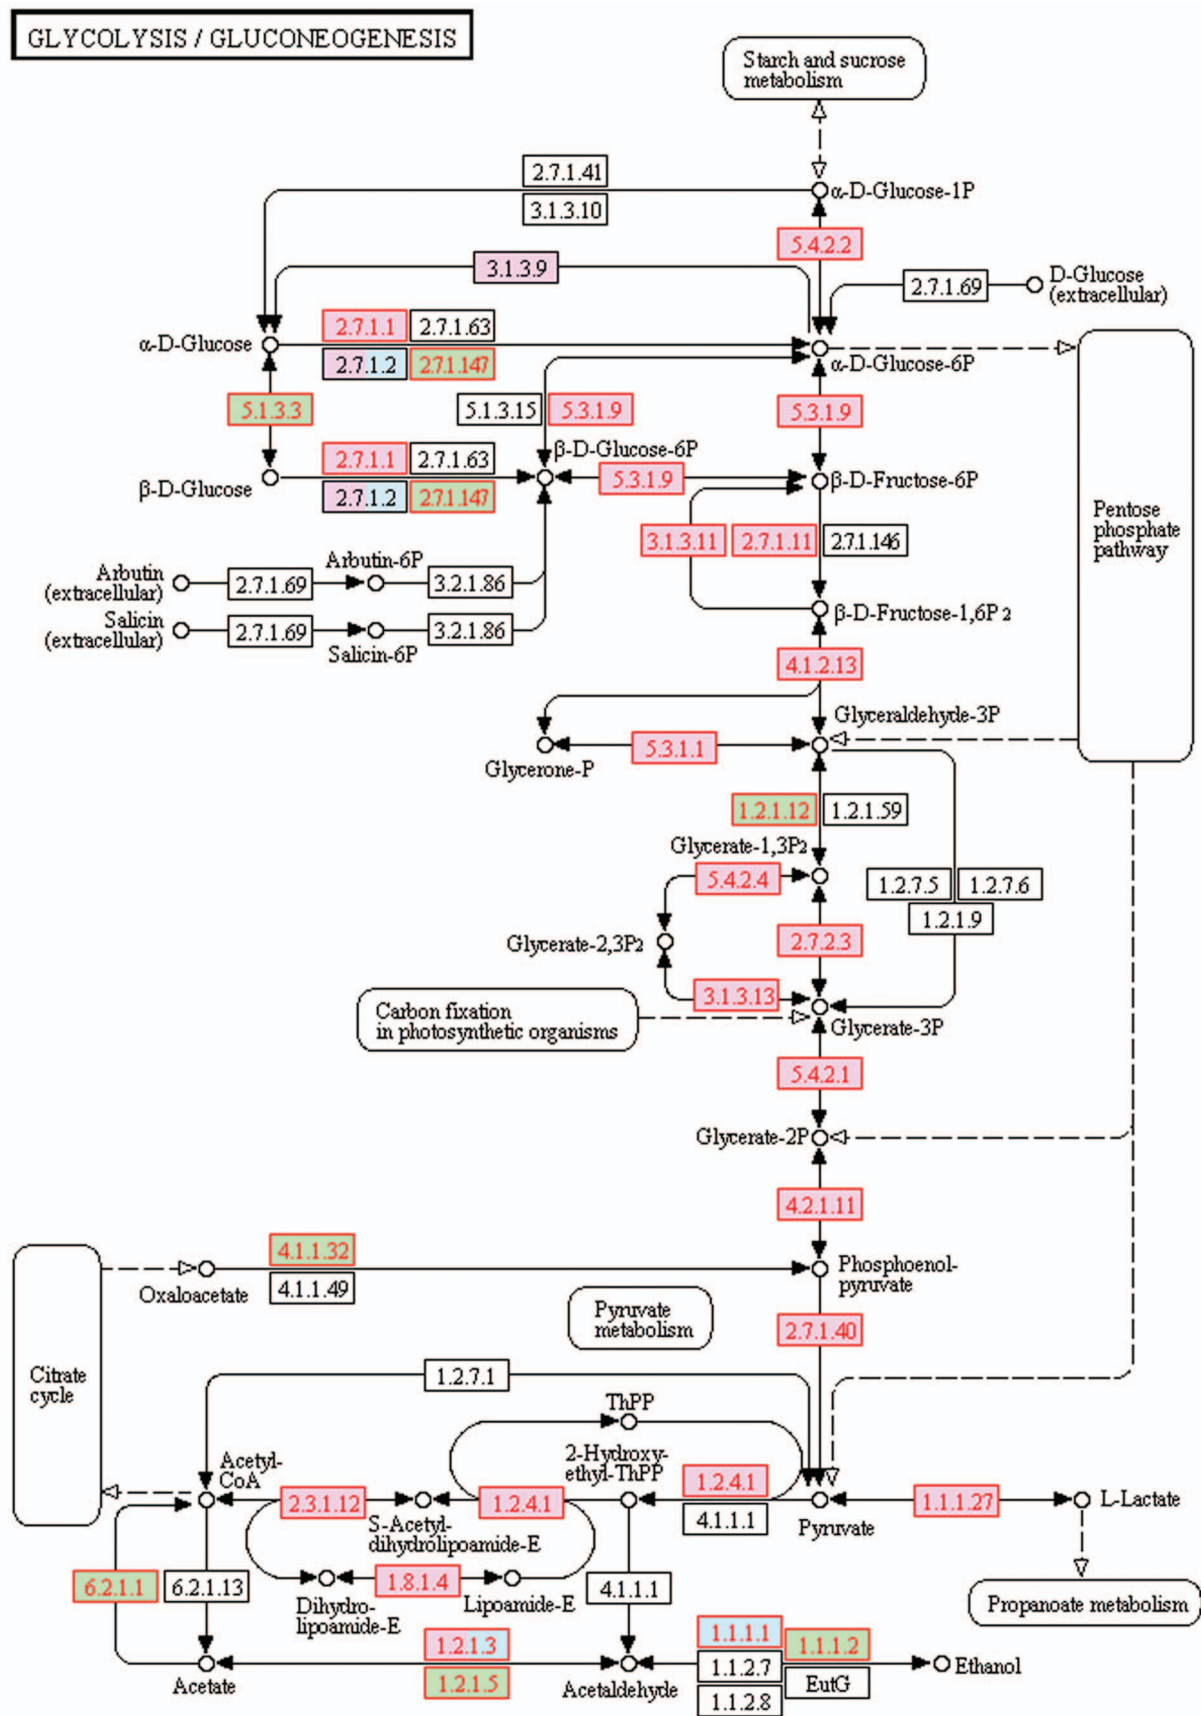 GLYCOLYSIS / GLUCONEOGENESIS
Starch and sucrose
metabolism
2.7.1.41
α-D-Glucose-1P
3.1.3.10
5.4.2.2
3.1.3.9
D-Glucose
(extracellular)
2.7.1.69
2.7.1.1
2.7.1.63
α-D-Glucose
2.7.1.2
2.7.1.147
α-D-Glucose-6P
5.1.3.3
5.1.3.15
5.3.1.9
5.3.1.9
β-D-Glucose-6P
2.7.1.1
2.7.1.63
β-D-Glucose
2.7.1.2
2.7.1.147
5.3.1.9
β-D-Fructose-6P
Pentose
phosphate
pathway
3.1.3.11
2.7.1.11
2.7.1.146
Arbutin
(extracellular)
2.7.1.69
Arbutin-6P
3.2.1.86
Salicin
(extracellular)
2.7.1.69
Salicin-6P
3.2.1.86
β-D-Fructose-1,6P2
4.1.2.13
Glyceraldehyde-3P
5.3.1.1
Glycerone-P
1.2.1.12
1.2.1.59
Glycerate-1,3P2
5.4.2.4
1.2.7.5
1.2.7.6
1.2.1.9
Glycerate-2,3P2
2.7.2.3
3.1.3.13
Carbon fixation
in photosynthetic organisms
Glycerate-3P
5.4.2.1
Glycerate-2P
4.2.1.11
4.1.1.32
Oxaloacetate
4.1.1.49
Phosphoenol-
pyruvate
Pyruvate
metabolism
2.7.1.40
Citrate
cycle
1.2.7.1
ThPP
Acetyl-
CoA
2-Hydroxy-
ethyl-ThPP
2.3.1.12
1.2.4.1
1.2.4.1
1.1.1.27
L-Lactate
S-Acetyl-
dihydrolipoamide-E
4.1.1.1
Pyruvate
6.2.1.1
6.2.1.13
1.8.1.4
4.1.1.1
Dihydro-
lipoamide-E
Lipoamide-E
Propanoate metabolism
1.2.1.3
1.1.1.1
1.1.1.2
Acetate
1.2.1.5
Acetaldehyde
1.1.2.7
EutG
Ethanol
1.1.2.8